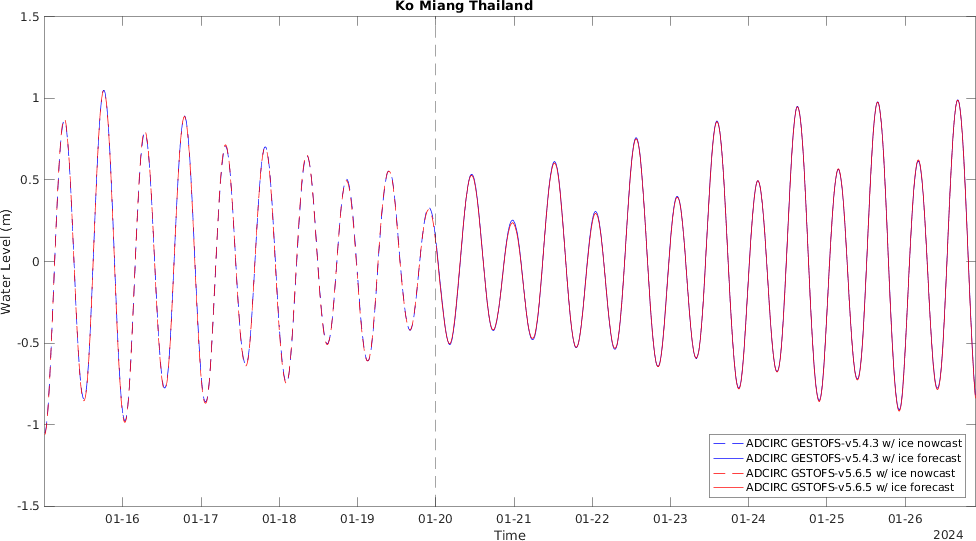 Ko Miang Thailand
1.5
1
0.5
0
-0.5
-1
-1.5
Water Level (m)
01-16 01-17 01-18 01-19 01-20 01-21 01-22 01-23 01-24 01-25 01-26
Time
2024
ADCIRC GESTOFS-v5.4.3 w/ ice nowcast
ADCIRC GESTOFS-v5.4.3 w/ ice forecast
ADCIRC GSTOFS-v5.6.5 w/ ice nowcast
ADCIRC GSTOFS-v5.6.5 w/ ice forecast